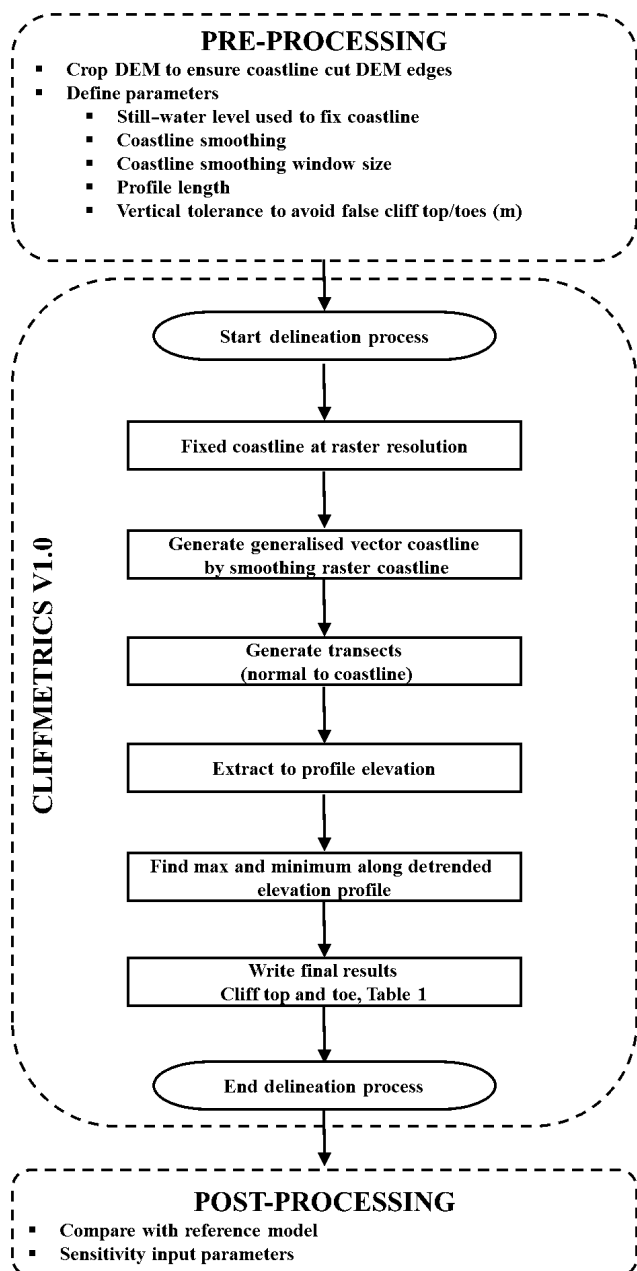 PRE-PROCESSING
▪ Crop DEM to ensure coastline cut DEM edges
▪ Define parameters
▪ Still-water level used to fix coastline
▪ Coastline smoothing
▪ Coastline smoothing window size
▪ Profile length
▪ Vertical tolerance to avoid false cliff top/toes (m)
CLIFFMETRICS V1.0
Start delineation process
Fixed coastline at raster resolution
Generate generalised vector coastline
by smoothing raster coastline
Generate transects
(normal to coastline)
Extract to profile elevation
Find max and minimum along detrended
elevation profile
Write final results
Cliff top and toe, Table 1
End delineation process
POST-PROCESSING
▪ Compare with reference model
▪ Sensitivity input parameters